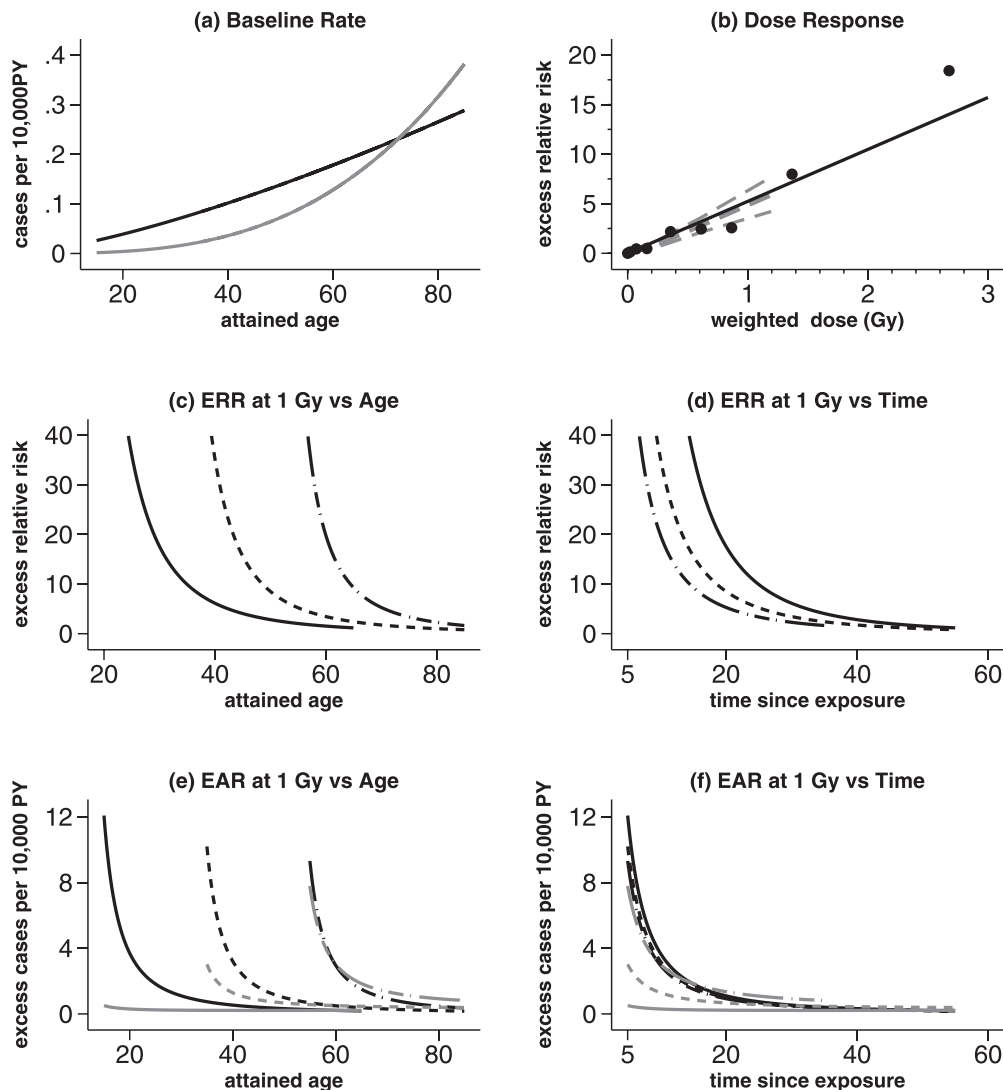 (a) Baseline Rate
cases per 10,000PY
.4
.3
.2
.1
0
20 40 60 80
attained age
(b) Dose Response
excess relative risk
20
15
10
5
0
0 1 2 3
weighted dose (Gy)
(c) ERR at 1 Gy vs Age
excess relative risk
40
30
20
10
0
20 40 60 80
attained age
(d) ERR at 1 Gy vs Time
excess relative risk
40
30
20
10
0
5 20 40 60
time since exposure
(e) EAR at 1 Gy vs Age
excess cases per 10,000 PY
12
8
4
0
20 40 60 80
attained age
(f) EAR at 1 Gy vs Time
excess cases per 10,000 PY
12
8
4
0
5 20 40 60
time since exposure